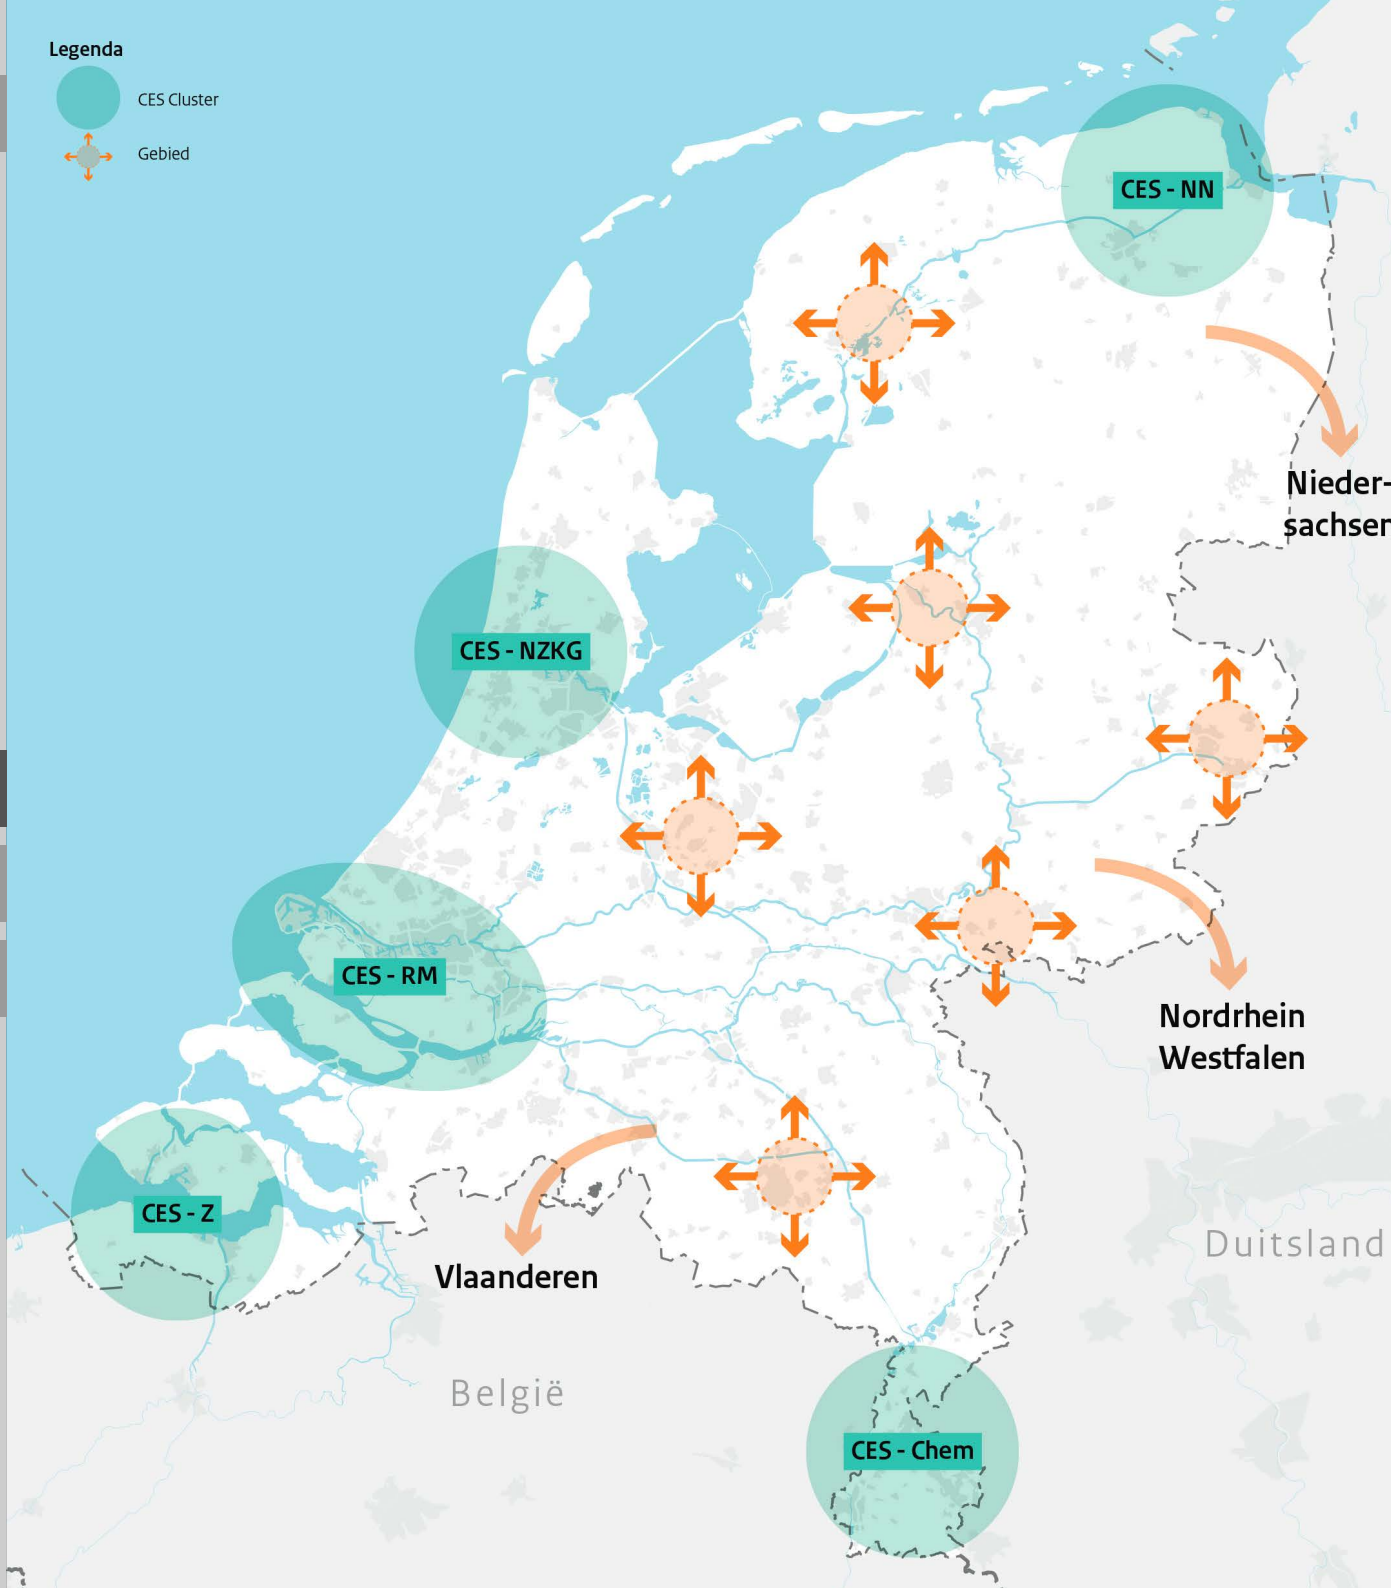 Legenda
CES Cluster
Gebied
CES - NN
Nieder-
sachsen
CES - NZKG
CES - RM
Nordrhein
Westfalen
CES - Z
Vlaanderen
Duitsland
België
CES - Chem